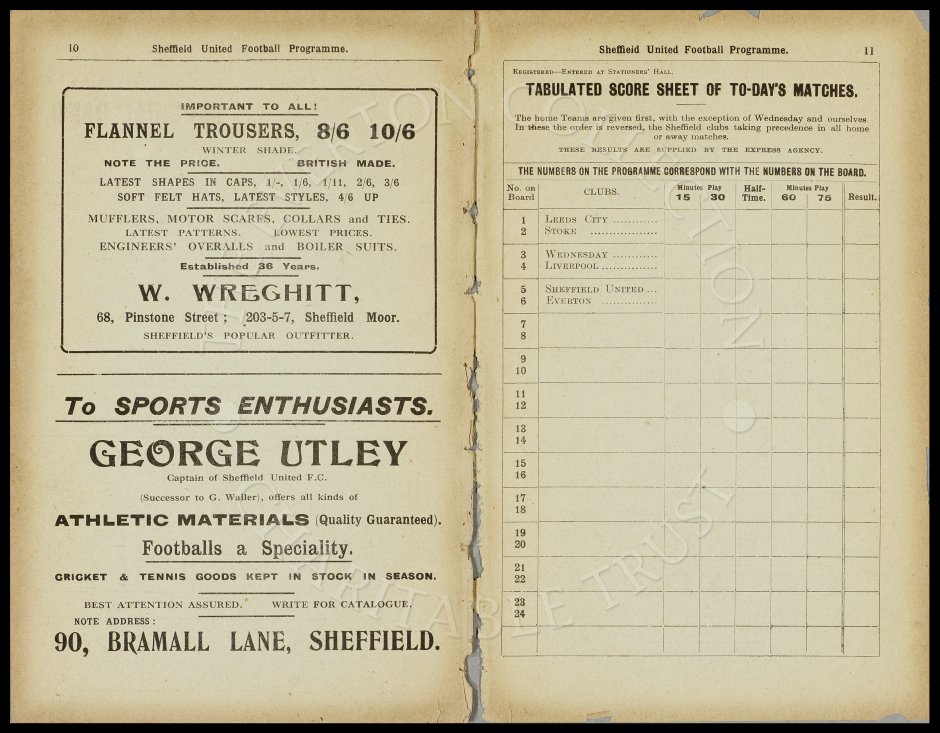 10
Sheffield United Football Programme.
IMPORTANT TO ALL!
FLANNEL TROUSERS, 8/6 10/6
WINTER SHADE.
NOTE THE PRICE. BRITISH MADE.
LATEST SHAPES IN CAPS, 1/-, 1/6, 1/11, 2/6, 3/6
SOFT FELT HATS, LATEST STYLES, 4/6 UP
MUFFLERS, MOTOR SCARFS, COLLARS and TIES.
LATEST PATTERNS. LOWEST PRICES.
ENGINEERS' OVERALLS and BOILER SUITS.
Established 36 Years.
W. WREGHITT,
68, Pinstone Street; 203-5-7, Sheffield Moor.
SHEFFIELD'S POPULAR OUTFITTER.
To SPORTS ENTHUSIASTS.
GEORGE UTLEY
Captain of Sheffield United F.C.
(Successor to G. Waller), offers all kinds of
ATHLETIC MATERIALS (Quality Guaranteed).
Footballs a Speciality.
CRICKET & TENNIS GOODS KEPT IN STOCK IN SEASON.
BEST ATTENTION ASSURED. WRITE FOR CATALOGUE.
NOTE ADDRESS:
90, BRAMALL LANE, SHEFFIELD.
Sheffield United Football Programme.
11
REGISTERED—ENTERED AT STATIONERS' HALL.
TABULATED SCORE SHEET OF TO-DAY'S MATCHES.
The home Teams are given first, with the exception of Wednesday and ourselves
In these the order is reversed, the Sheffield clubs taking precedence in all home
or away matches.
THESE RESULTS ARE SUPPLIED BY THE EXPRESS AGENCY.
THE NUMBERS ON THE PROGRAMME CORRESPOND WITH THE NUMBERS ON THE BOARD.
No. on Board CLUBS. Minutes Play 15 30 Half-Time. Minutes Play 60 75 Result.
1 LEEDS CITY ............
2 STOKE ..................
3 WEDNESDAY ............
4 LIVERPOOL ...............
5 SHEFFIELD UNITED ...
6 EVERTON ...............
7
8
9
10
11
12
13
14
15
16
17
18
19
20
21
22
23
24
EVERTON COLLECTION
CHARITABLE TRUST